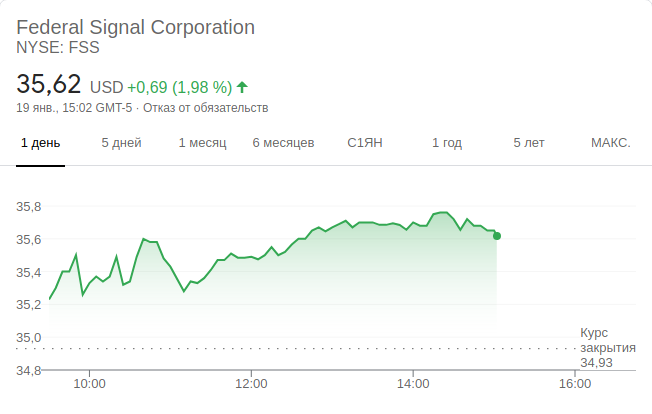 Federal Signal Corporation
NYSE: FSS
35,62 USD +0,69 (1,98 %)
19 янв., 15:02 GMT-5 · Отказ от обязательств
1 день 5 дней 1 месяц 6 месяцев С1ЯН 1 год 5 лет МАКС.
35,8
35,6
35,4
35,2
35,0
34,8
Курс
закрытия
34,93
10:00 12:00 14:00 16:00